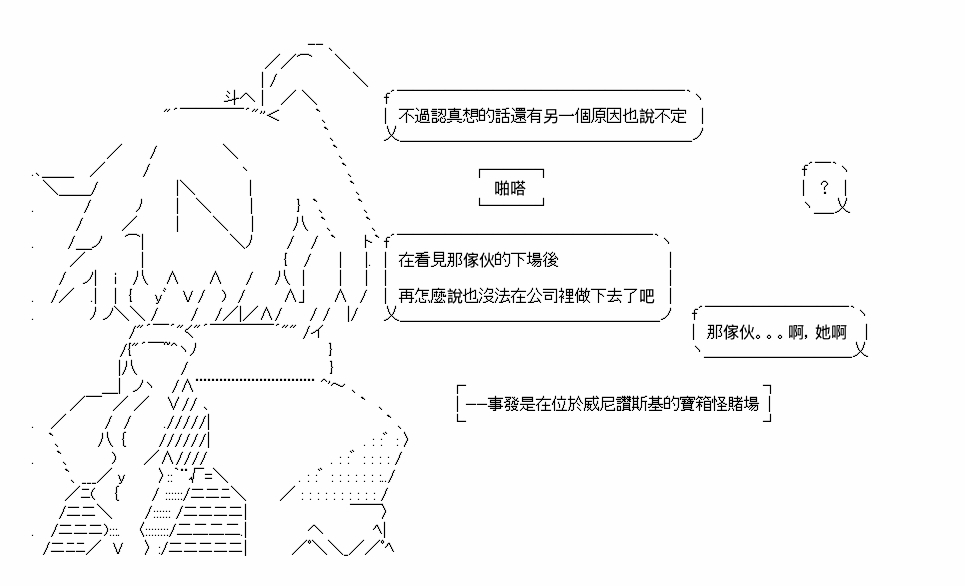 不過認真想的話還有另一個原因也說不定
啪嗒
?
在看見那傢伙的下場後
再怎麼說也沒法在公司裡做下去了吧
那傢伙。。。啊,她啊
──事發是在位於威尼讚斯基的寶箱怪賭場